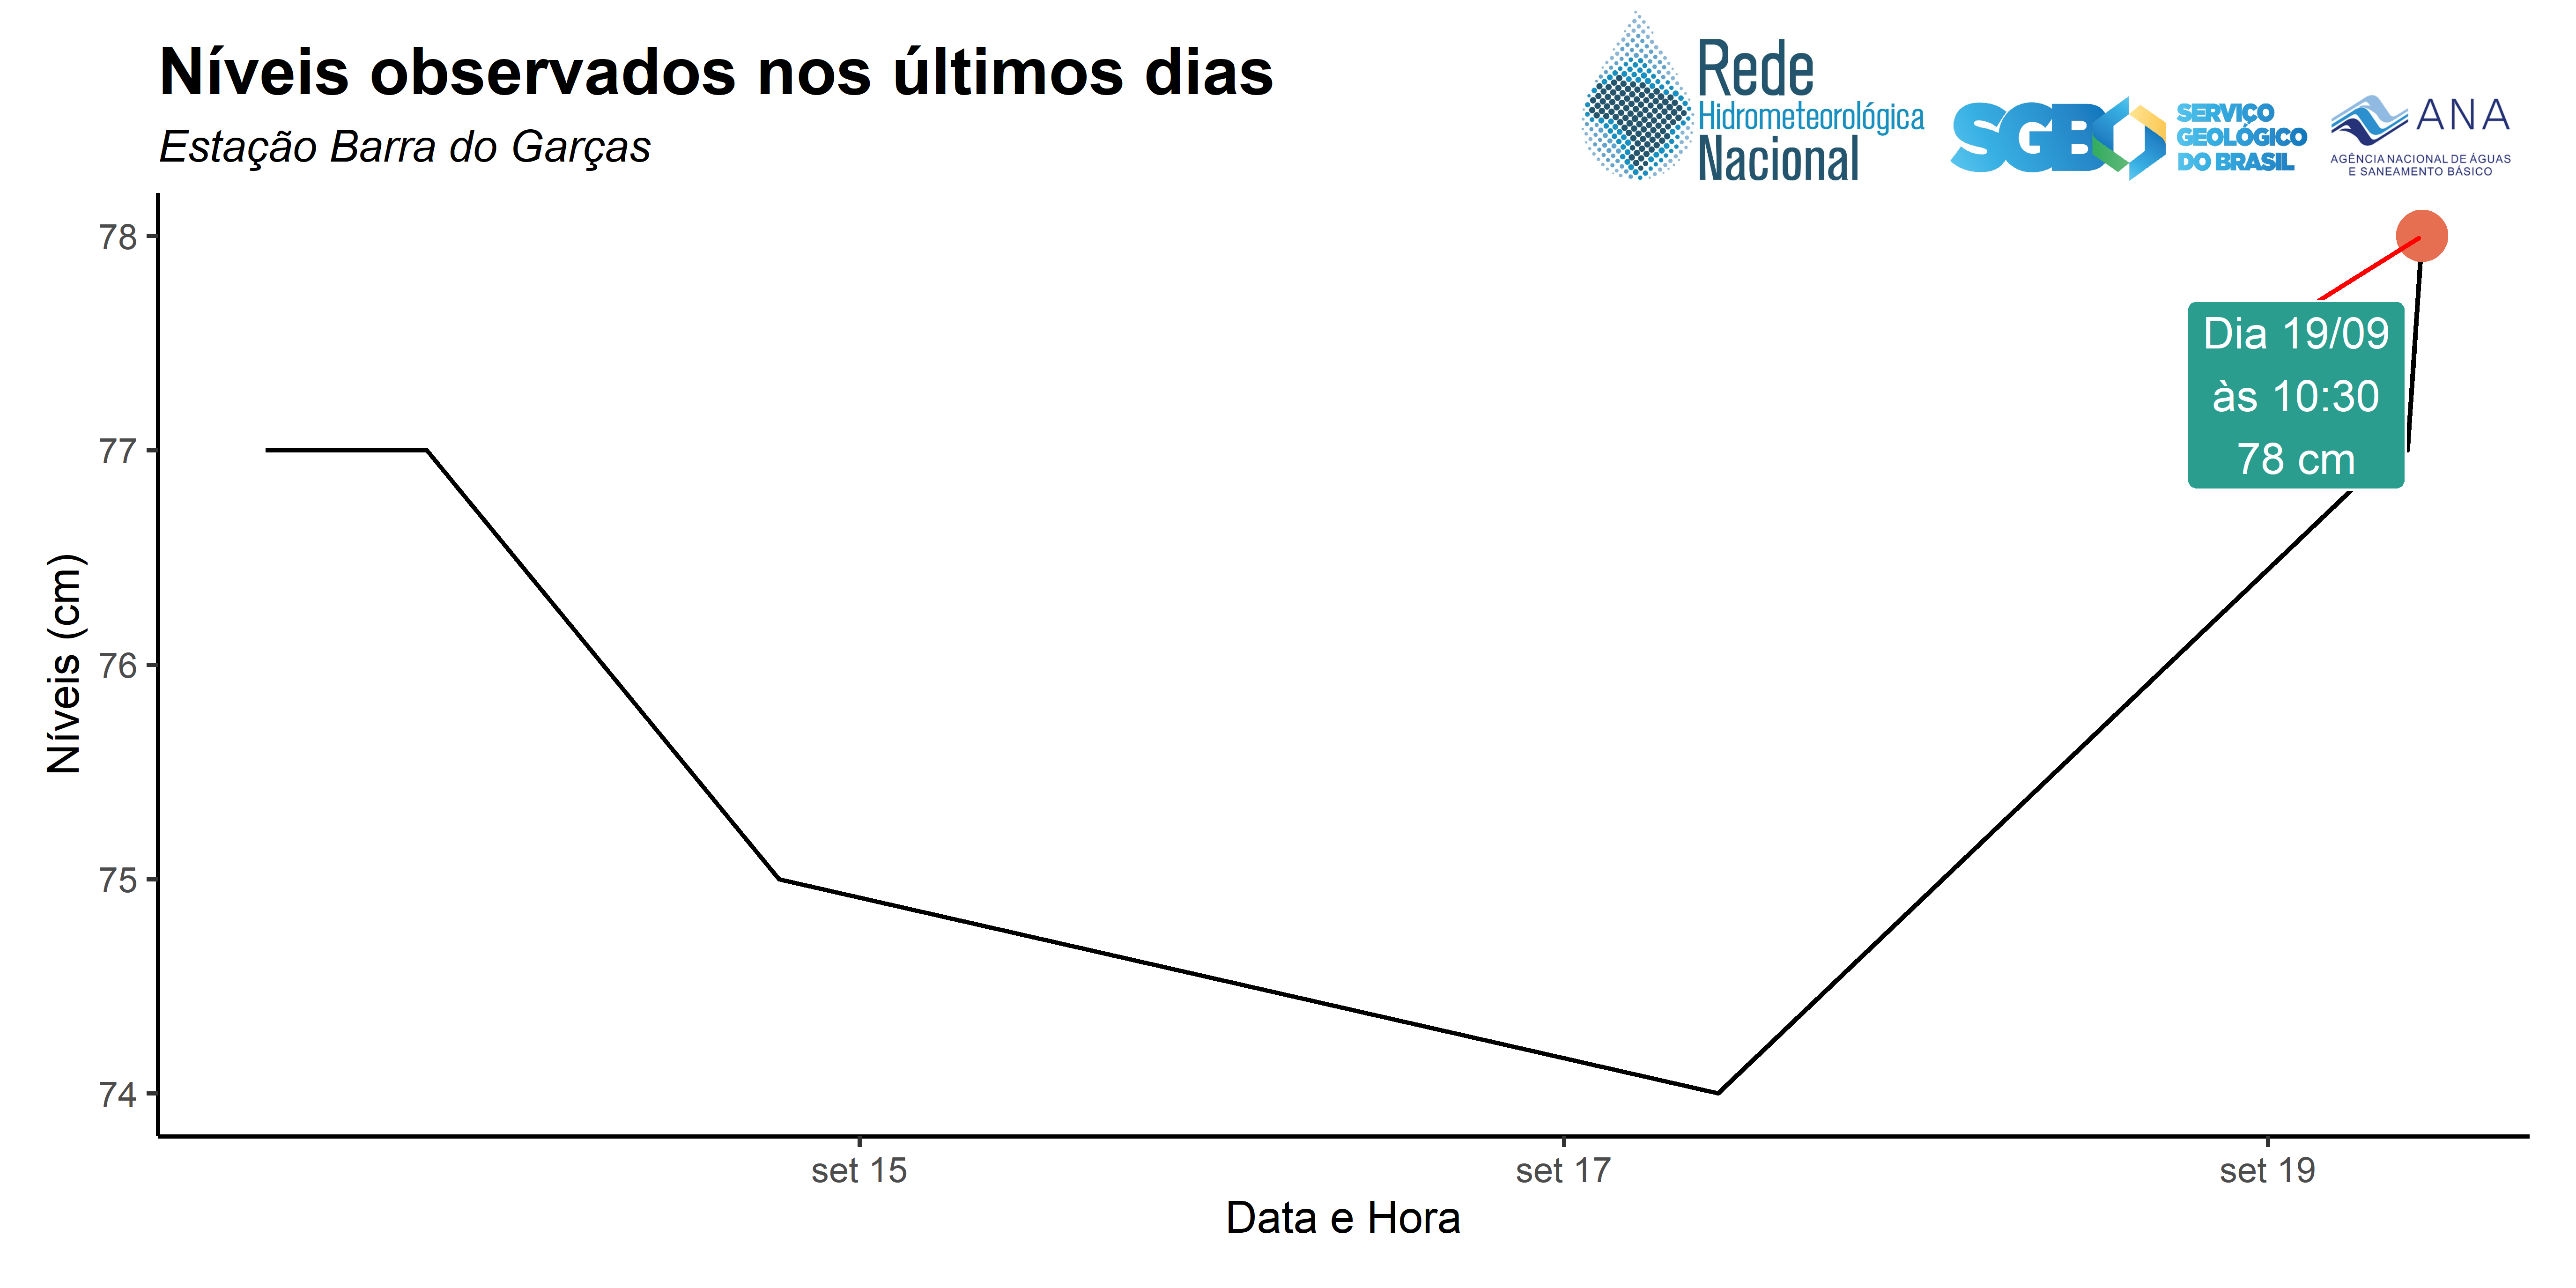 Níveis observados nos últimos dias
Estação Barra do Garças
Rede
Hidrometeorológica
Nacional
SGB
SERVIÇO
GEOLÓGICO
DO BRASIL
ANA
AGÊNCIA NACIONAL DE ÁGUAS
E SANEAMENTO BÁSICO
78
77
76
75
74
Níveis (cm)
Dia 19/09
às 10:30
78 cm
set 15
set 17
set 19
Data e Hora